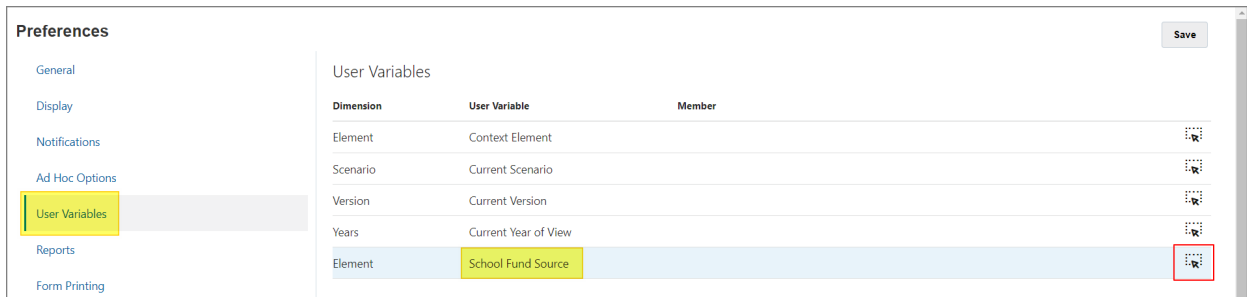 Preferences
Save
General
Display
Notifications
Ad Hoc Options
User Variables
Reports
Form Printing
User Variables
Dimension User Variable Member
Element Context Element
Scenario Current Scenario
Version Current Version
Years Current Year of View
Element School Fund Source